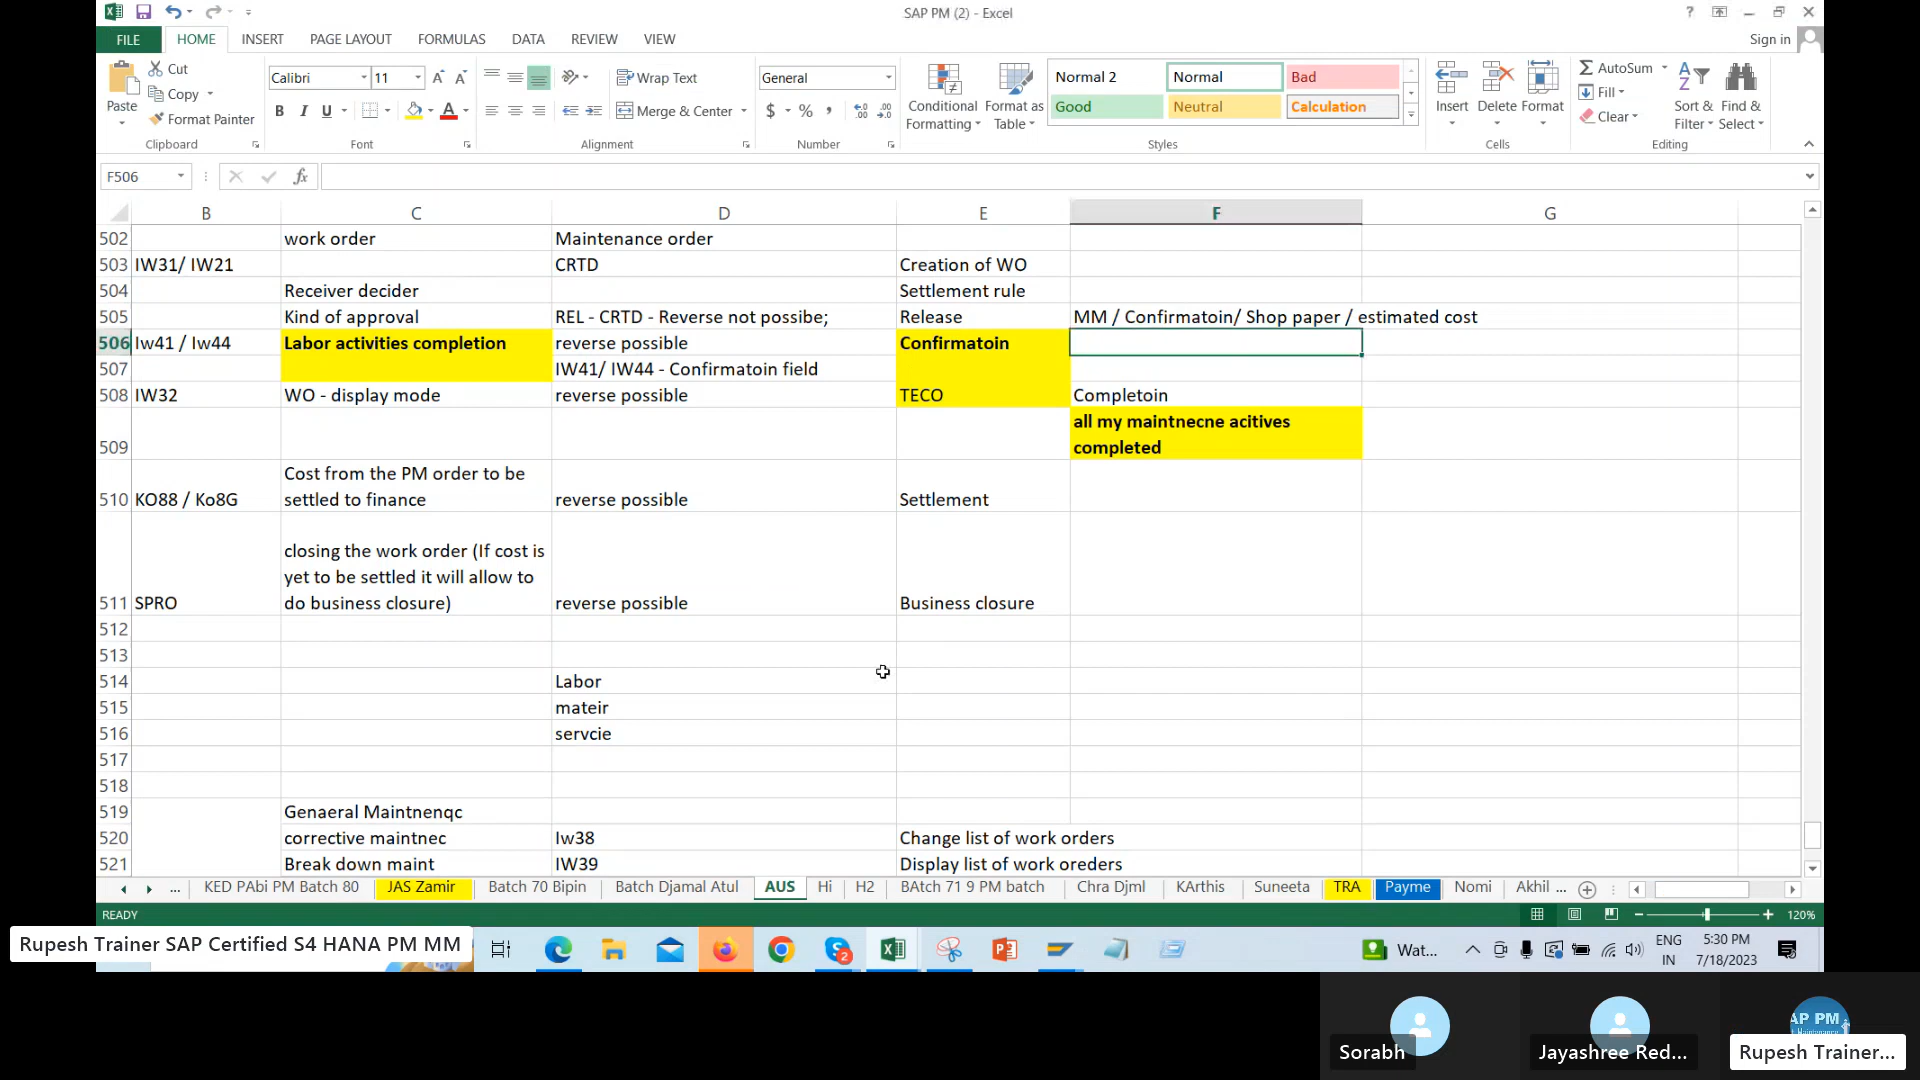 SAP PM (2) - Excel
? 
Sign in
FILE HOME INSERT PAGE LAYOUT FORMULAS DATA REVIEW VIEW
Paste
Cut
Copy
Format Painter
Clipboard
Calibri 11
B I U
Font
Wrap Text
Merge & Center
Alignment
General
$ % ,
Number
Conditional Formatting
Format as Table
Normal 2 Normal Bad
Good Neutral Calculation
Styles
Insert Delete Format
Cells
AutoSum
Fill
Clear
Sort & Filter
Find & Select
Editing
F506
fx
B C D E F G
502 work order Maintenance order
503 IW31/ IW21 CRTD Creation of WO
504 Receiver decider Settlement rule
505 Kind of approval REL - CRTD - Reverse not possibe; Release MM / Confirmatoin/ Shop paper / estimated cost
506 Iw41 / Iw44 Labor activities completion reverse possible Confirmatoin
507 IW41/ IW44 - Confirmatoin field
508 IW32 WO - display mode reverse possible TECO Completoin
all my maintnecne acitives
509 completed
Cost from the PM order to be
510 KO88 / Ko8G settled to finance reverse possible Settlement
closing the work order (If cost is
yet to be settled it will allow to
511 SPRO do business closure) reverse possible Business closure
512
513
514 Labor
515 mateir
516 servcie
517
518
519 Genaeral Maintnenqc
520 corrective maintnec Iw38 Change list of work orders
521 Break down maint IW39 Display list of work oreders
... KED PAbi PM Batch 80 JAS Zamir Batch 70 Bipin Batch Djamal Atul AUS Hi H2 BAtch 71 9 PM batch Chra Djml KArthis Suneeta TRA Payme Nomi Akhil ...
READY 120%
Rupesh Trainer SAP Certified S4 HANA PM MM
2
Wat...
ENG
IN
5:30 PM
7/18/2023
AP PM
Sorabh
Jayashree Red...
Rupesh Trainer...